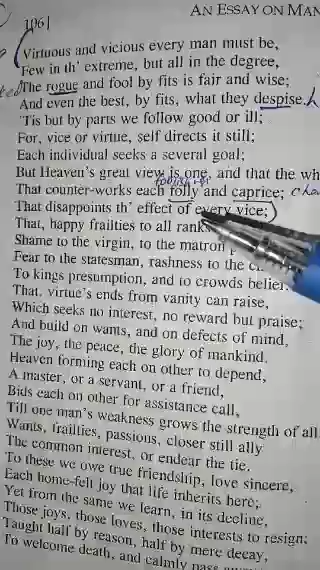 AN ESSAY ON MAN
106]
Virtuous and vicious every man must be,
Few in th' extreme, but all in the degree,
The rogue and fool by fits is fair and wise;
And even the best, by fits, what they despise.
'Tis but by parts we follow good or ill;
For, vice or virtue, self directs it still;
Each individual seeks a several goal;
But Heaven's great view is one, and that the wh
That counter-works each folly and caprice;
That disappoints th' effect of every vice;
That, happy frailties to all ranks
Shame to the virgin, to the matron p
Fear to the statesman, rashness to the c
To kings presumption, and to crowds belief.
That, virtue's ends from vanity can raise,
Which seeks no interest, no reward but praise;
And build on wants, and on defects of mind,
The joy, the peace, the glory of mankind.
Heaven forming each on other to depend,
A master, or a servant, or a friend,
Bids each on other for assistance call,
Till one man's weakness grows the strength of all.
Wants, frailties, passions, closer still ally
The common interest, or endear the tie.
To these we owe true friendship, love sincere,
Each home-felt joy that life inherits here;
Yet from the same we learn, in its decline,
Those joys, those loves, those interests to resign:
Taught half by reason, half by mere decay,
To welcome death, and calmly pass